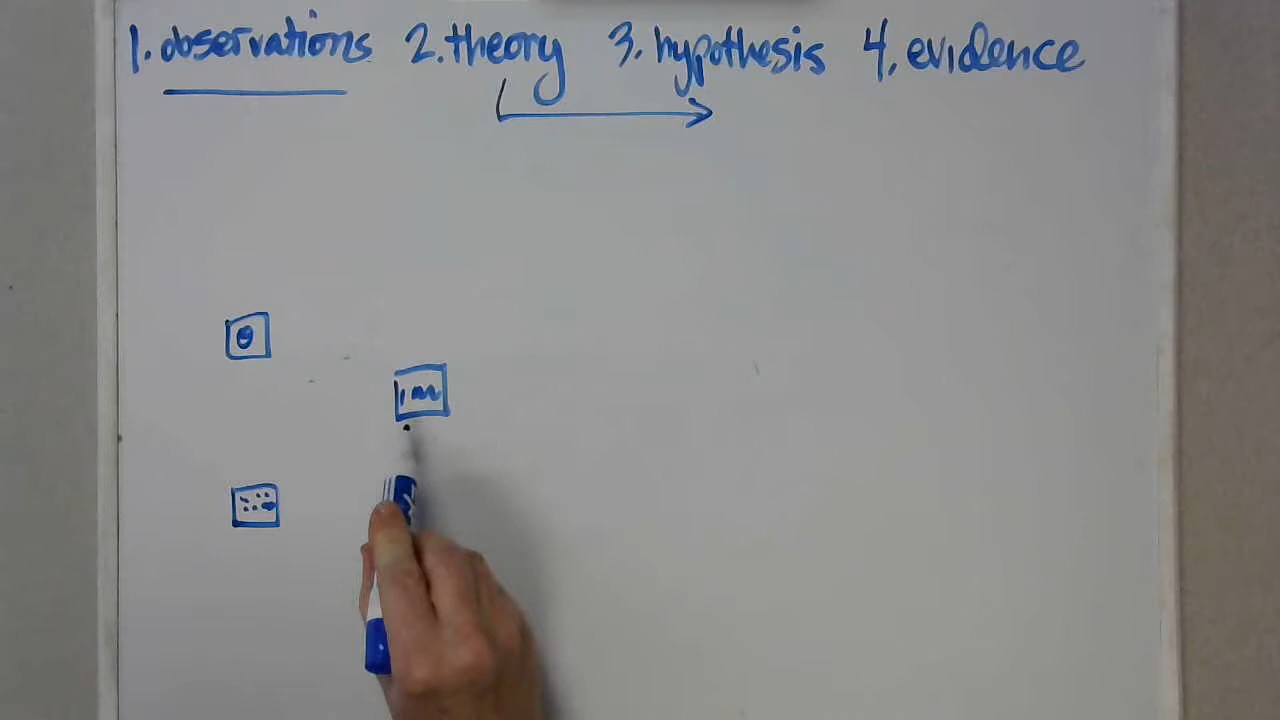 1. observations 2. theory 3. hypothesis 4. evidence